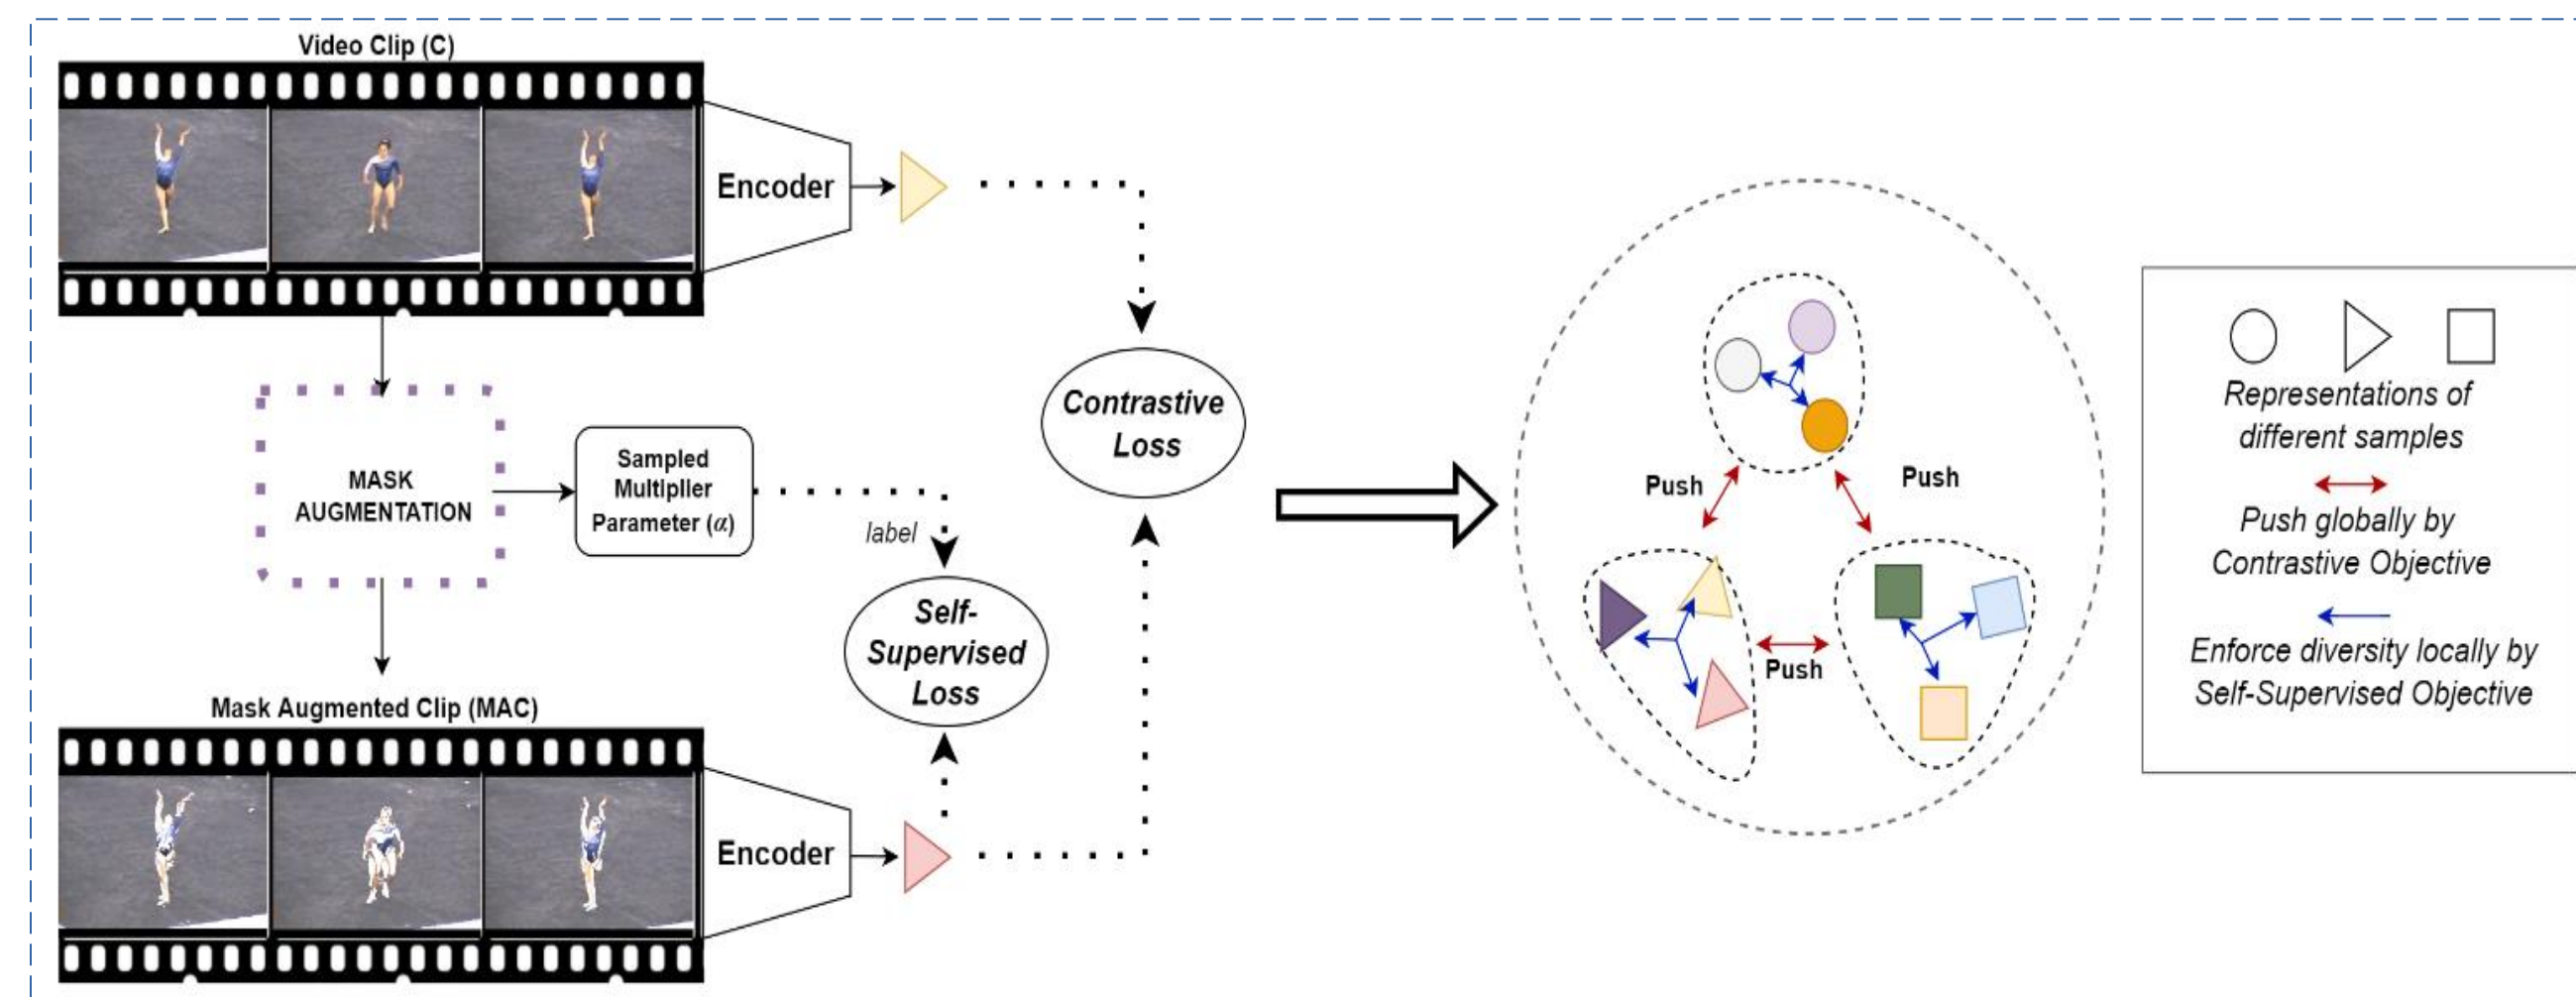 Video Clip (C)
Encoder
MASK
AUGMENTATION
Sampled
Multiplier
Parameter (α)
label
Self-
Supervised
Loss
Contrastive
Loss
Mask Augmented Clip (MAC)
Encoder
Push
Push
Push
Representations of
different samples
Push globally by
Contrastive Objective
Enforce diversity locally by
Self-Supervised Objective